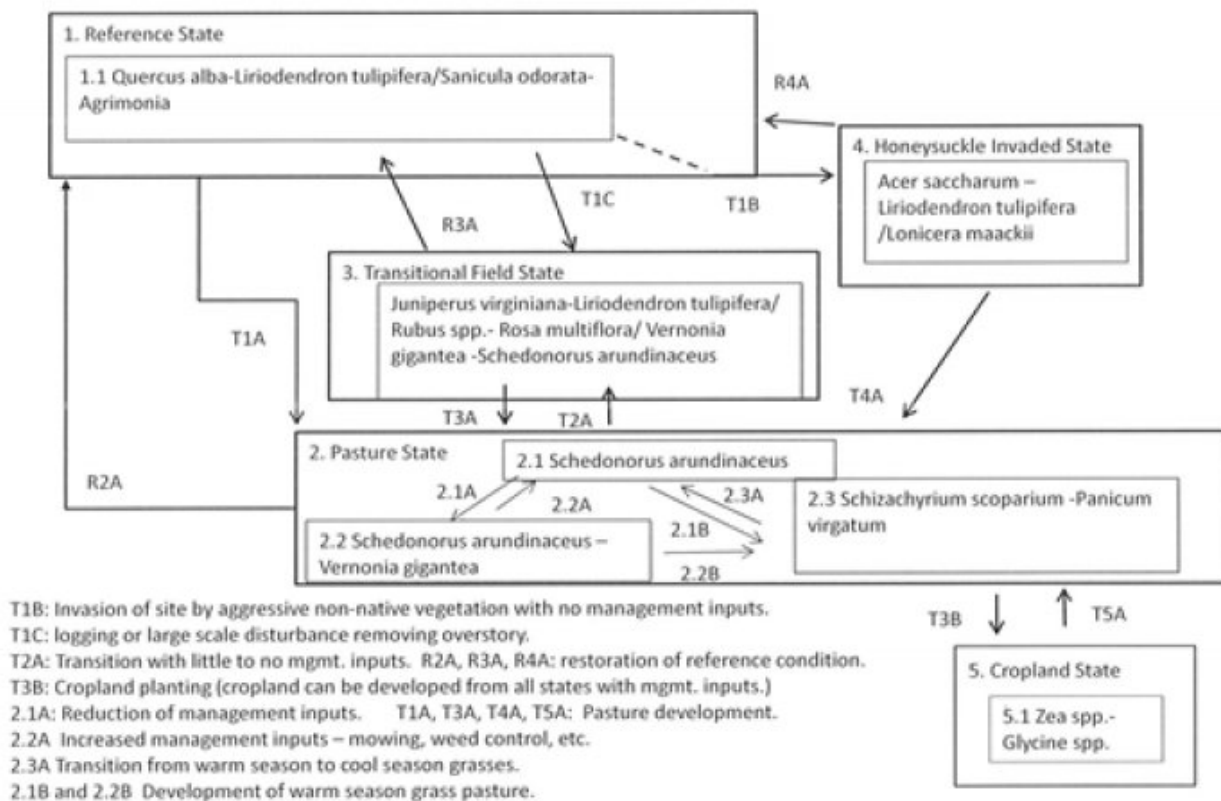 1. Reference State
1.1 Quercus alba-Liriodendron tulipifera/Sanicula odorata-
Agrimonia
R4A
4. Honeysuckle Invaded State
Acer saccharum –
Liriodendron tulipifera
/Lonicera maackii
T1C
T1B
R3A
3. Transitional Field State
Juniperus virginiana-Liriodendron tulipifera/
Rubus spp.- Rosa multiflora/ Vernonia
gigantea -Schedonorus arundinaceus
T1A
T3A
T2A
T4A
2. Pasture State
2.1 Schedonorus arundinaceus
R2A
2.1A
2.2A
2.3A
2.1B
2.2B
2.3 Schizachyrium scoparium -Panicum
virgatum
2.2 Schedonorus arundinaceus –
Vernonia gigantea
T3B
T5A
5. Cropland State
5.1 Zea spp.-
Glycine spp.
T1B: Invasion of site by aggressive non-native vegetation with no management inputs.
T1C: logging or large scale disturbance removing overstory.
T2A: Transition with little to no mgmt. inputs. R2A, R3A, R4A: restoration of reference condition.
T3B: Cropland planting (cropland can be developed from all states with mgmt. inputs.)
2.1A: Reduction of management inputs. T1A, T3A, T4A, T5A: Pasture development.
2.2A Increased management inputs – mowing, weed control, etc.
2.3A Transition from warm season to cool season grasses.
2.1B and 2.2B Development of warm season grass pasture.